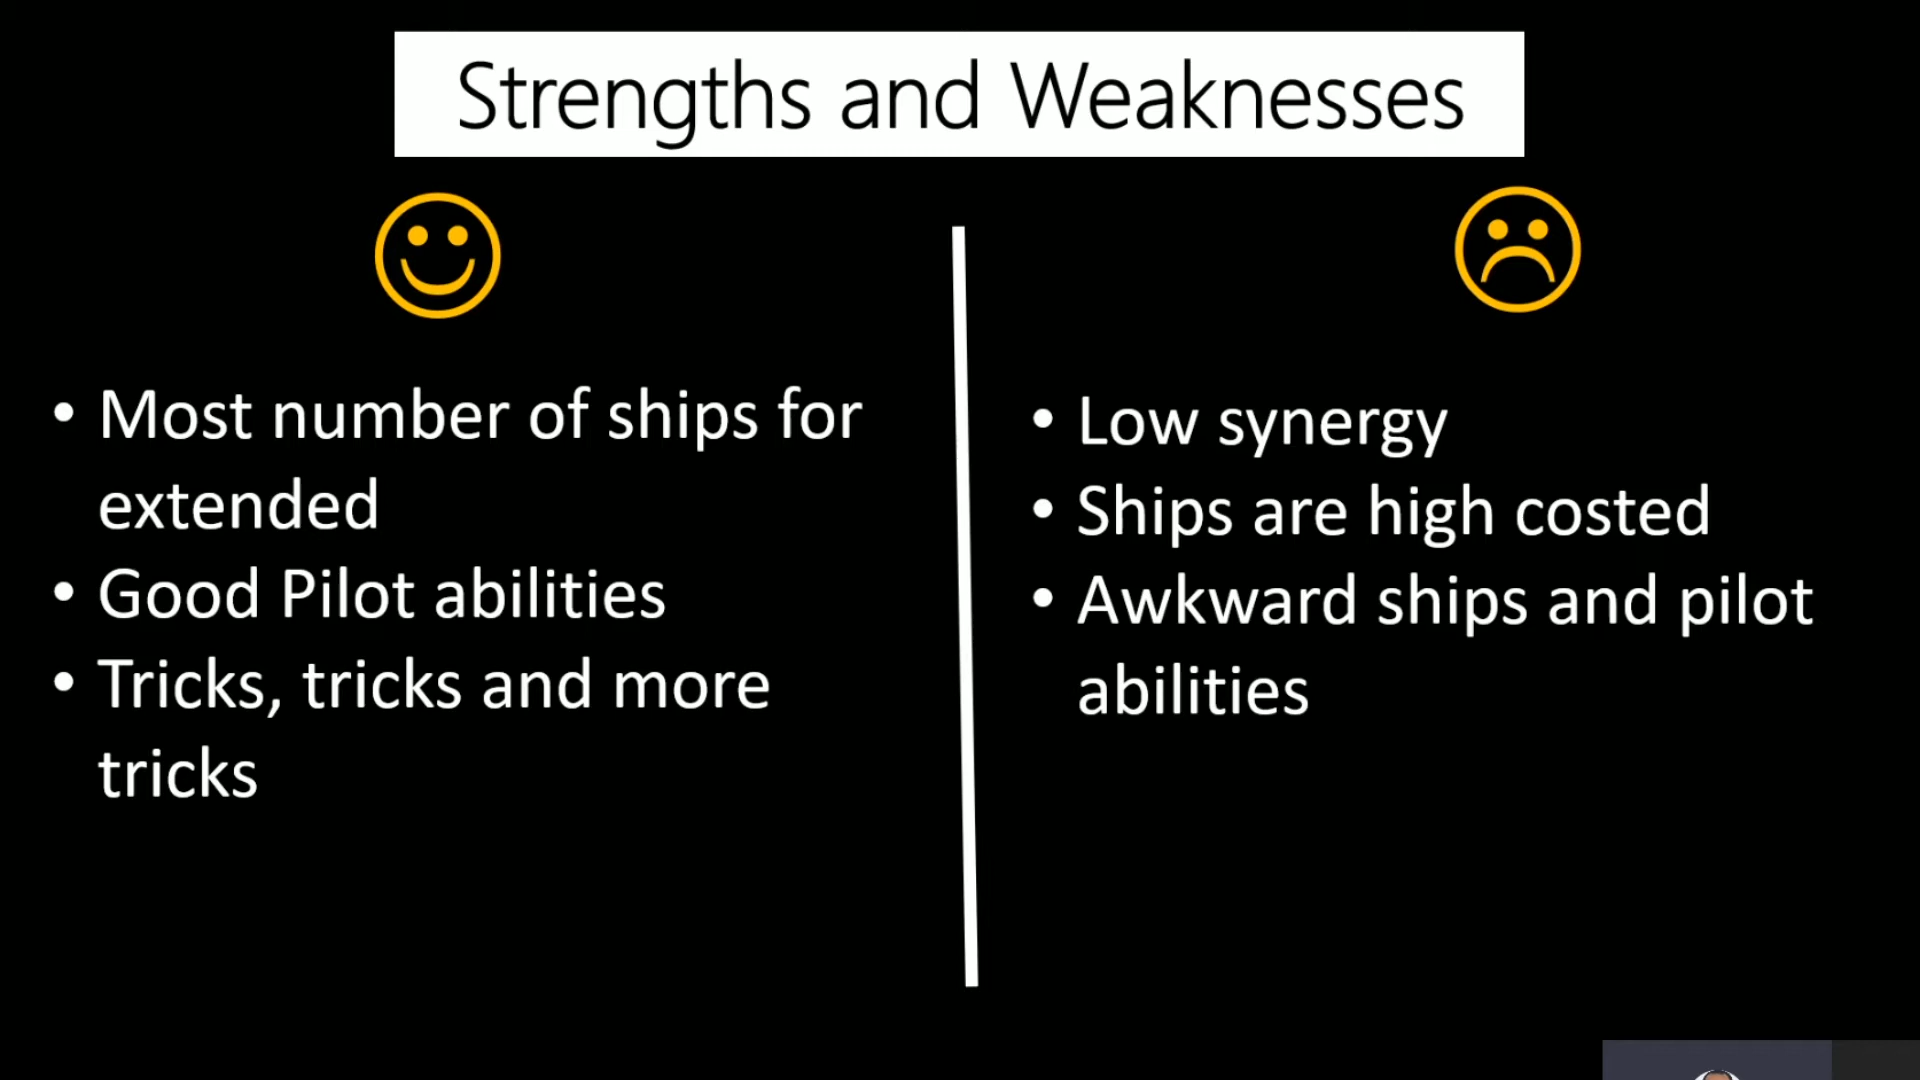 Strengths and Weaknesses
• Most number of ships for
extended
• Good Pilot abilities
• Tricks, tricks and more
tricks
• Low synergy
• Ships are high costed
• Awkward ships and pilot
abilities